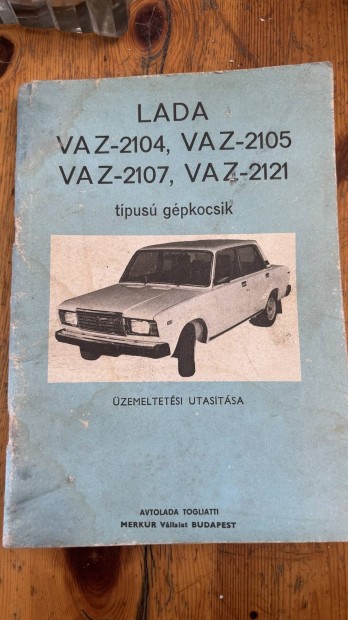 LADA
VAZ-2104, VAZ-2105
VAZ-2107, VAZ-2121
típusú gépkocsik
ÜZEMELTETÉSI UTASÍTÁSA
AVTOLADA TOGLIATTI
MERKUR Vállalat BUDAPEST